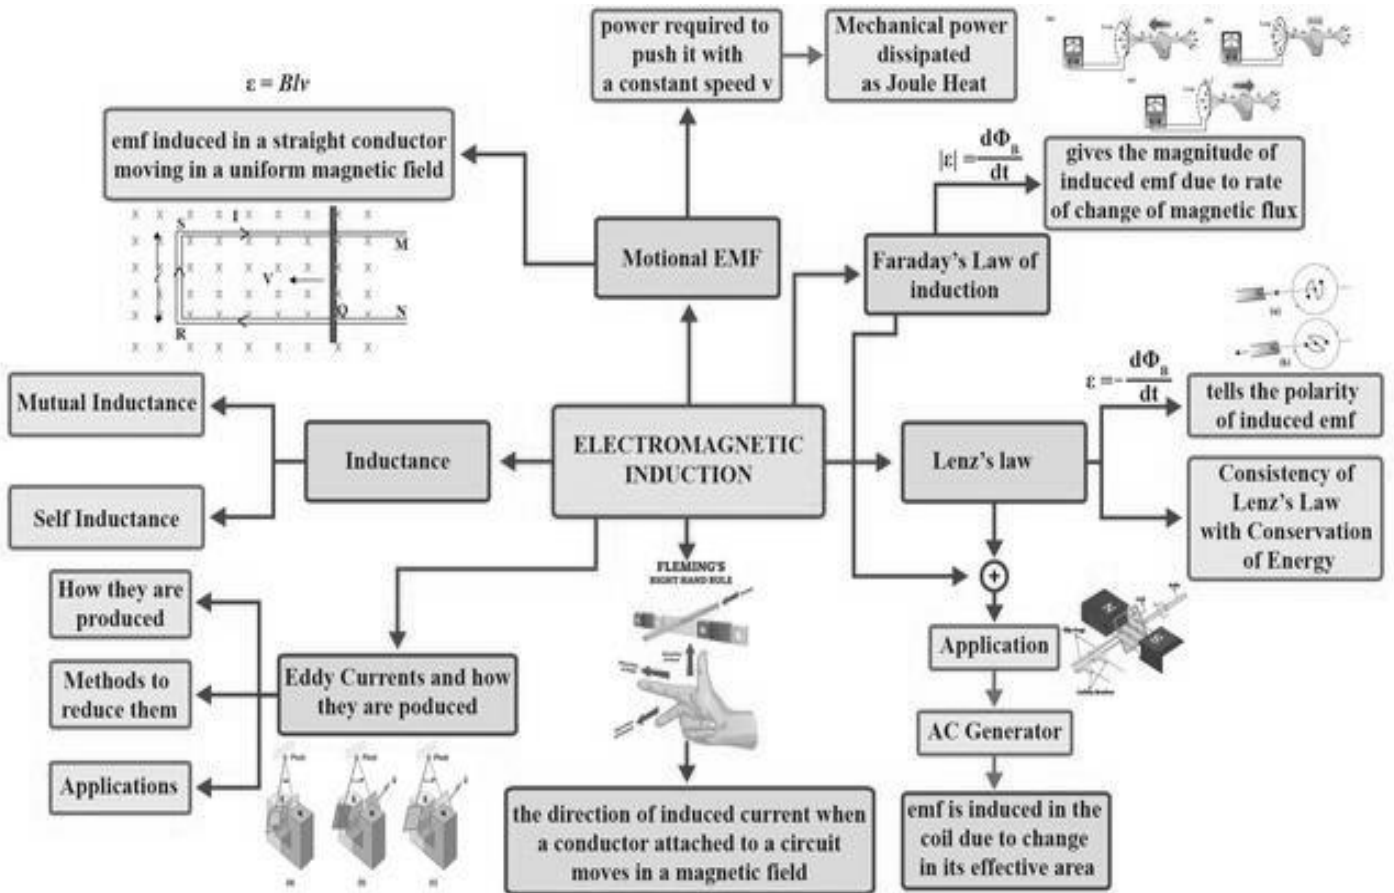 power required to
push it with
a constant speed v
Mechanical power
dissipated
as Joule Heat
ε = Blv
emf induced in a straight conductor
moving in a uniform magnetic field
|ε| = dΦ_B/dt
gives the magnitude of
induced emf due to rate
of change of magnetic flux
S
I
M
V
Q
N
R
Motional EMF
Faraday's Law of
induction
(a)
(b)
ε = - dΦ_B/dt
tells the polarity
of induced emf
Mutual Inductance
Inductance
Self Inductance
ELECTROMAGNETIC
INDUCTION
Lenz's law
Consistency of
Lenz's Law
with Conservation
of Energy
FLEMING'S
RIGHT HAND RULE
+
How they are
produced
Methods to
reduce them
Applications
Eddy Currents and how
they are poduced
(a)
(b)
(c)
N
Application
AC Generator
the direction of induced current when
a conductor attached to a circuit
moves in a magnetic field
emf is induced in the
coil due to change
in its effective area